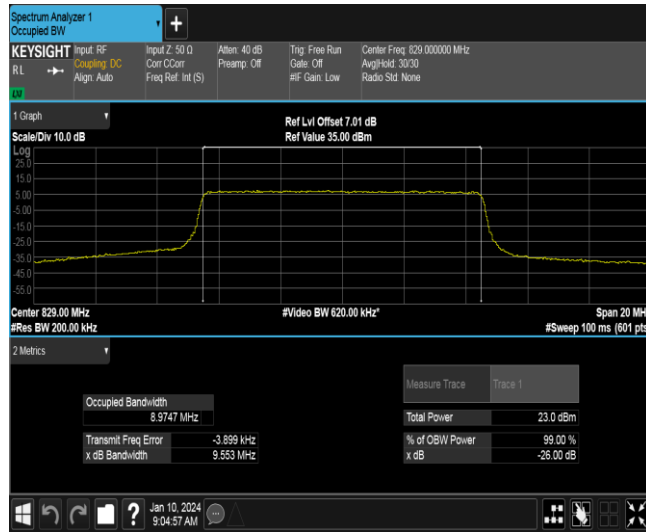 Spectrum Analyzer 1
Occupied BW
KEYSIGHT
RL
LXI
Input: RF
Coupling: DC
Align: Auto
Input Z: 50 Ω
Corr CCorr
Freq Ref: Int (S)
Atten: 40 dB
Preamp: Off
Trig: Free Run
Gate: Off
#IF Gain: Low
Center Freq: 829.000000 MHz
Avg|Hold: 30/30
Radio Std: None
1 Graph
Scale/Div 10.0 dB
Ref Lvl Offset 7.01 dB
Ref Value 35.00 dBm
Log
25.0
15.0
5.00
-5.00
-15.0
-25.0
-35.0
-45.0
-55.0
Center 829.00 MHz
#Res BW 200.00 kHz
#Video BW 620.00 kHz*
Span 20 MH
#Sweep 100 ms (601 pts
2 Metrics
Measure Trace Trace 1
Occupied Bandwidth
8.9747 MHz
Total Power 23.0 dBm
Transmit Freq Error -3.899 kHz
% of OBW Power 99.00 %
x dB Bandwidth 9.553 MHz
x dB -26.00 dB
?
Jan 10, 2024
9:04:57 AM